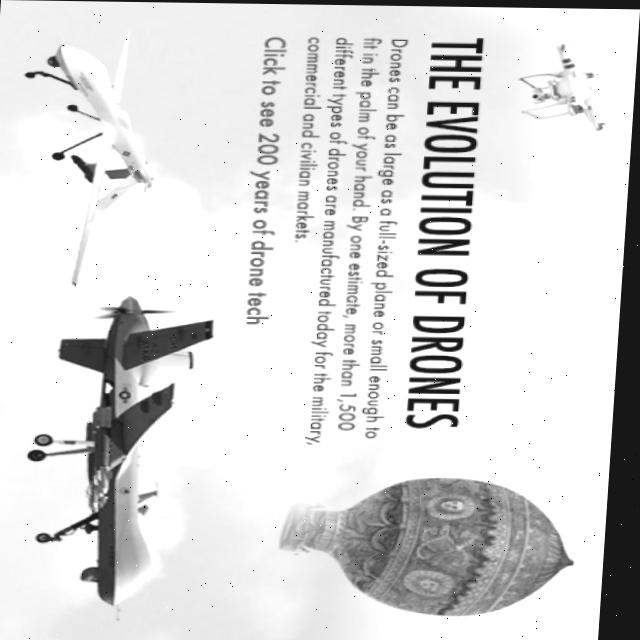 THE EVOLUTION OF DRONES
Drones can be as large as a full-sized plane or small enough to
fit in the palm of your hand. By one estimate, more than 1,500
different types of drones are manufactured today for the military,
commercial and civilian markets.
Click to see 200 years of drone tech